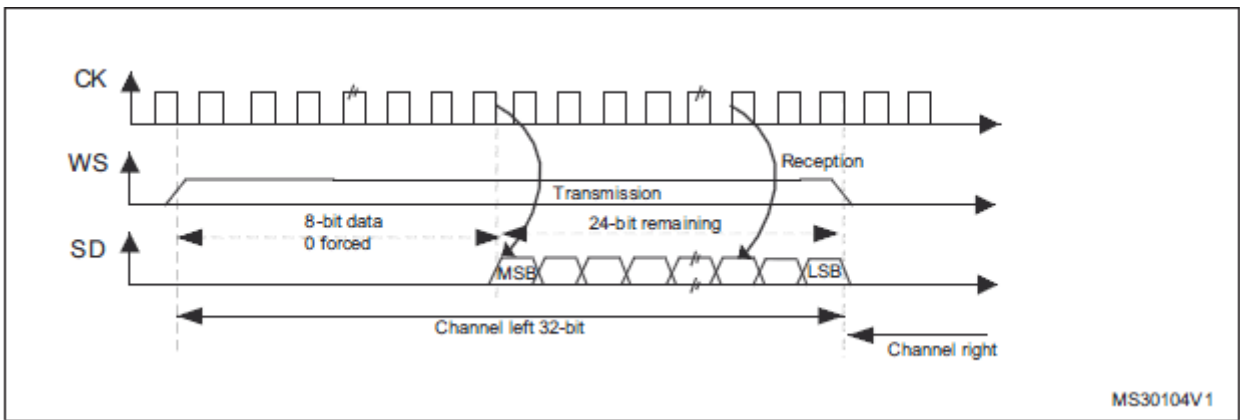 CK
WS
Reception
Transmission
8-bit data
0 forced
24-bit remaining
SD
MSB
LSB
Channel left 32-bit
Channel right
MS30104V1